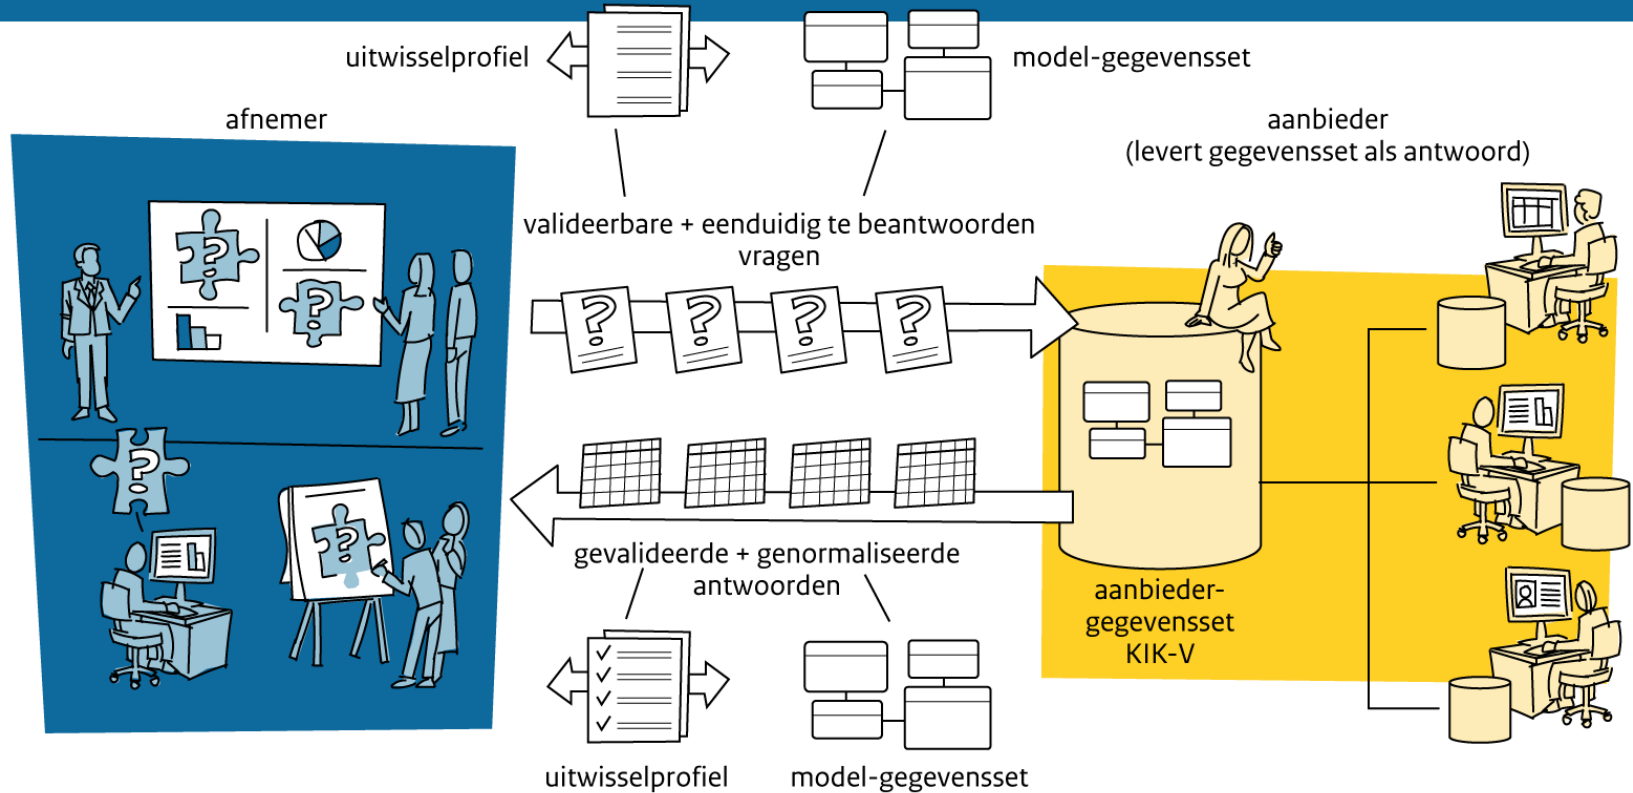 uitwisselprofiel
model-gegevensset
afnemer
aanbieder
(levert gegevensset als antwoord)
valideerbare + eenduidig te beantwoorden
vragen
? ? ? ?
?
?
?
?
gevalideerde + genormaliseerde
antwoorden
aanbieder-
gegevensset
KIK-V
uitwisselprofiel
model-gegevensset